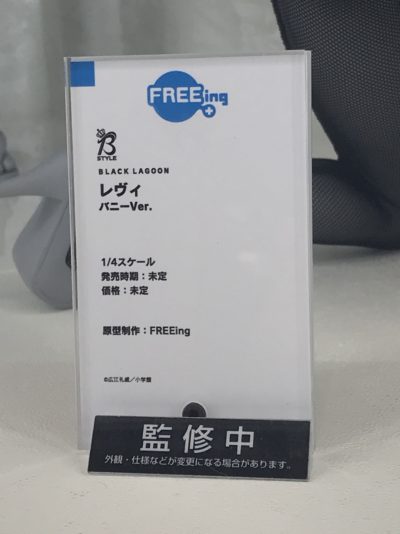 FREEing
B
STYLE
BLACK LAGOON
レヴィ
バニーVer.
1/4スケール
発売時期：未定
価格：未定
原型制作：FREEing
©広江礼威／小学館
監修中
外観・仕様などが変更になる場合があります。